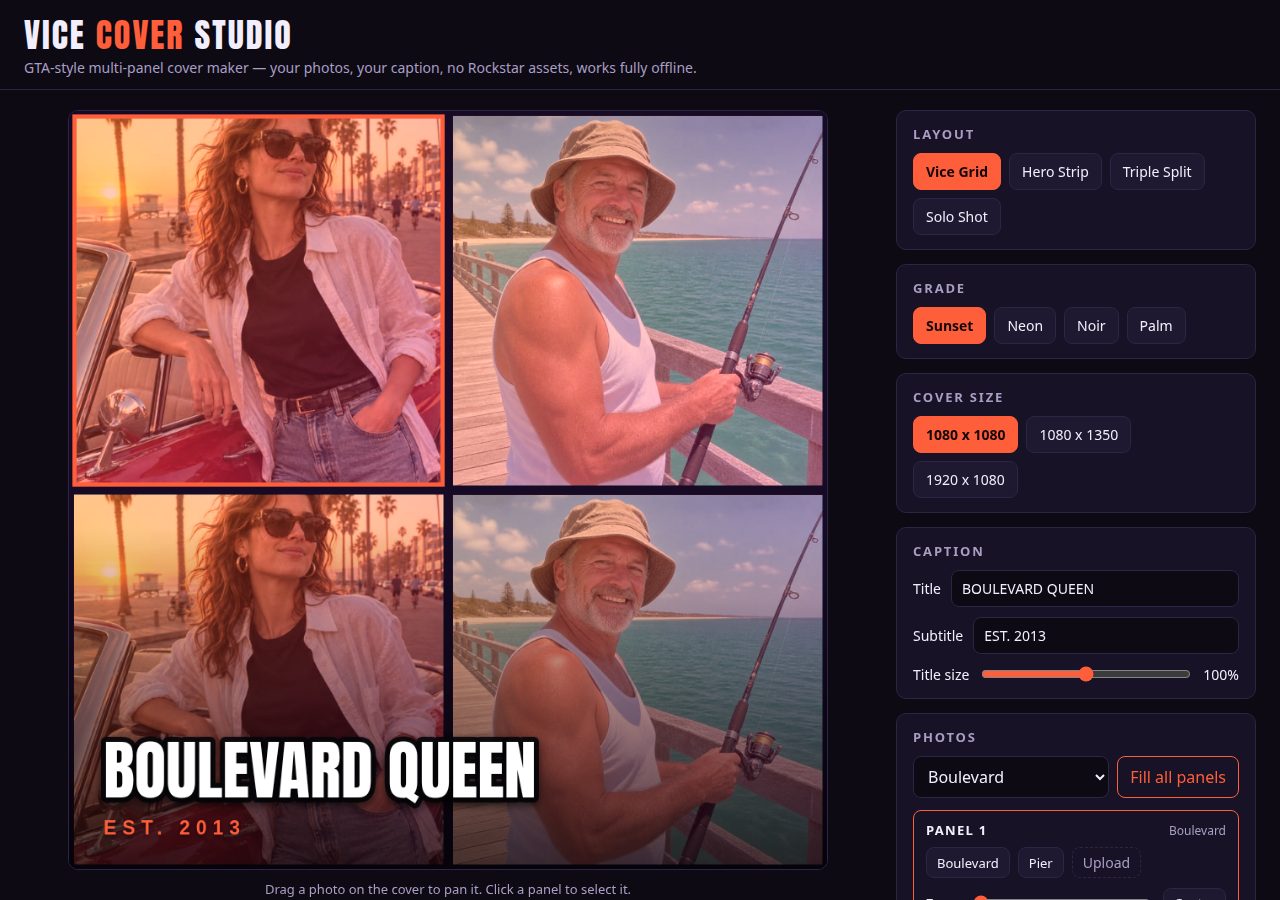 VICE COVER STUDIO
GTA-style multi-panel cover maker — your photos, your caption, no Rockstar assets, works fully offline.
BOULEVARD QUEEN
EST. 2013
Drag a photo on the cover to pan it. Click a panel to select it.
LAYOUT
Vice Grid Hero Strip Triple Split
Solo Shot
GRADE
Sunset Neon Noir Palm
COVER SIZE
1080 x 1080 1080 x 1350
1920 x 1080
CAPTION
Title BOULEVARD QUEEN
Subtitle EST. 2013
Title size 100%
PHOTOS
Boulevard Fill all panels
PANEL 1 Boulevard
Boulevard Pier Upload